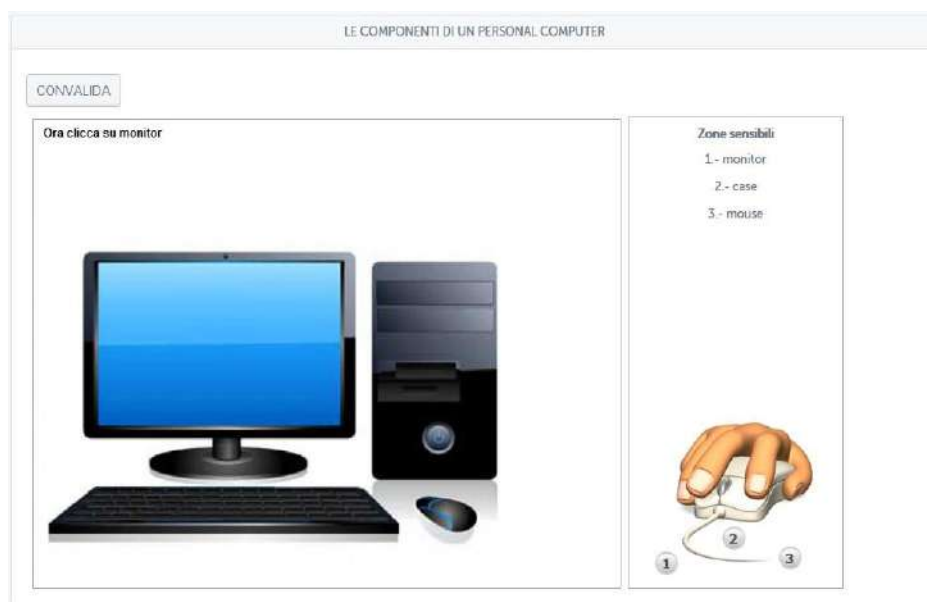 LE COMPONENTI DI UN PERSONAL COMPUTER
CONVALIDA
Ora clicca su monitor
Zone sensibili
1.- monitor
2.- case
3.- mouse
1
2
3